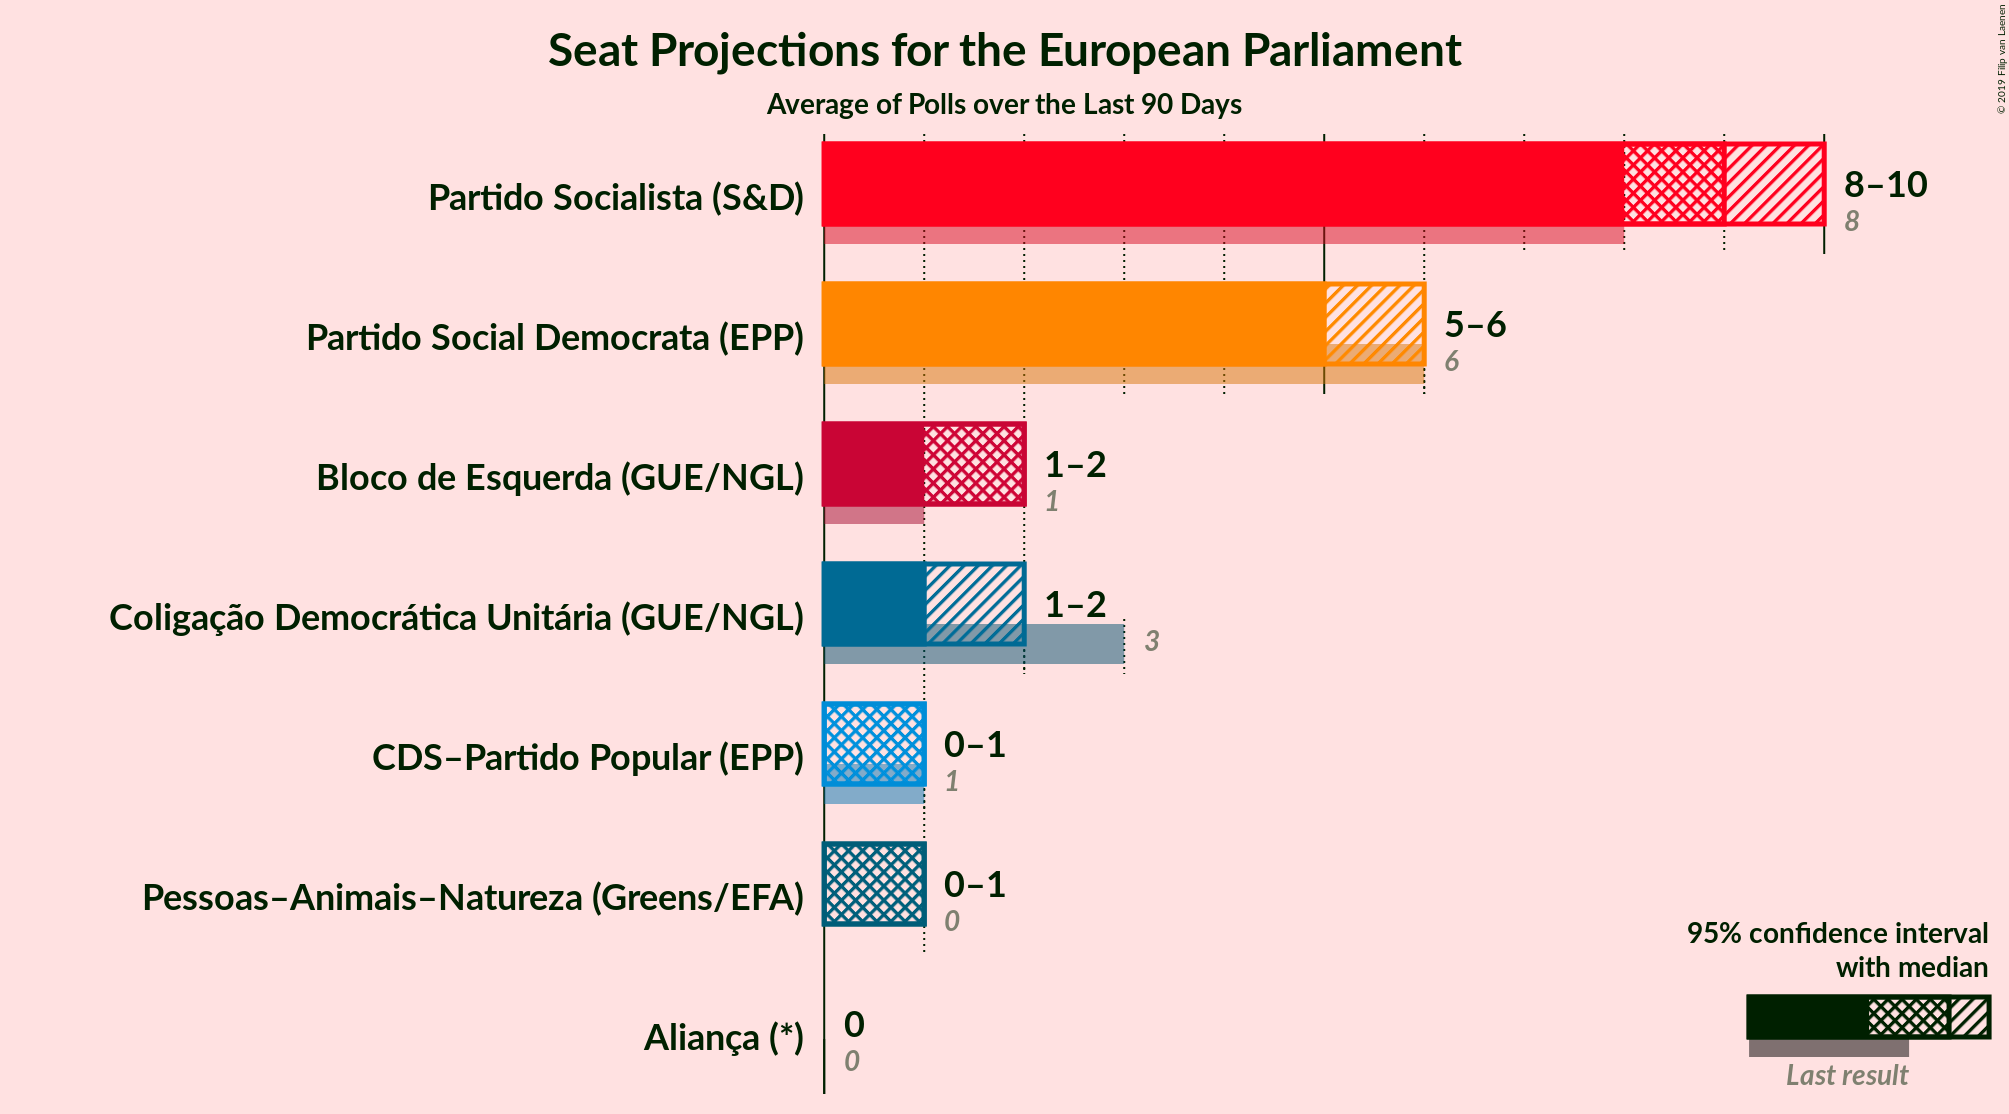 Seat Projections for the European Parliament
Average of Polls over the Last 90 Days
© 2019 Filip van Laenen
Partido Socialista (S&D)
8–10
8
Partido Social Democrata (EPP)
5–6
6
Bloco de Esquerda (GUE/NGL)
1–2
1
Coligação Democrática Unitária (GUE/NGL)
1–2
3
CDS–Partido Popular (EPP)
0–1
1
Pessoas–Animais–Natureza (Greens/EFA)
0–1
0
Aliança (*)
0
0
95% confidence interval
with median
Last result